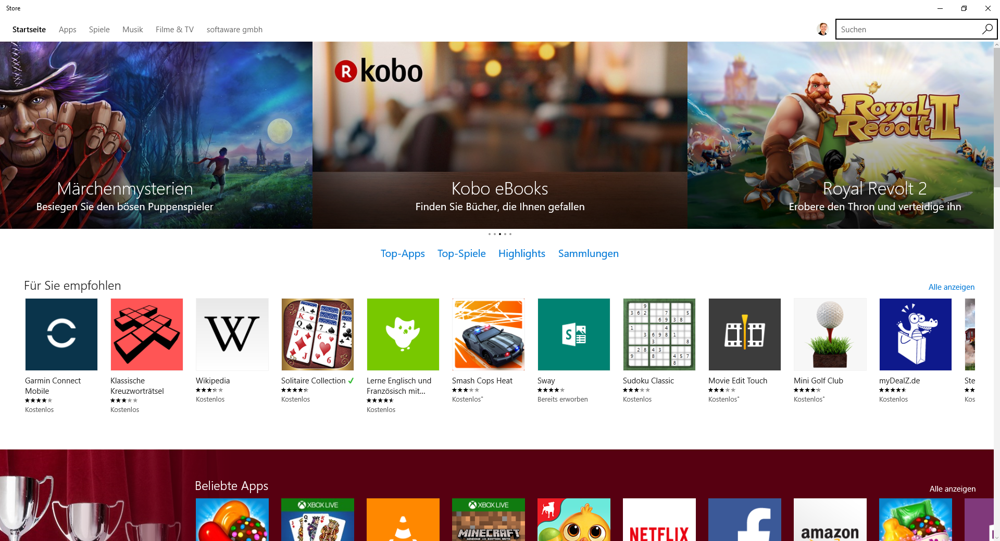 Store
Startseite Apps Spiele Musik Filme & TV softaware gmbh
Suchen
R kobo
Royal Revolt II
Märchenmysterien
Besiegen Sie den bösen Puppenspieler
Kobo eBooks
Finden Sie Bücher, die Ihnen gefallen
Royal Revolt 2
Erobere den Thron und verteidige ihn
Top-Apps Top-Spiele Highlights Sammlungen
Für Sie empfohlen
Alle anzeigen
Garmin Connect
Mobile
Kostenlos
Klassische
Kreuzworträtsel
Kostenlos
W
Wikipedia
Kostenlos
Solitaire Collection
Kostenlos
Lerne Englisch und
Französisch mit...
Kostenlos
Smash Cops Heat
Kostenlos+
S
Sway
Bereits erworben
Sudoku Classic
Kostenlos
Movie Edit Touch
Kostenlos+
Mini Golf Club
Kostenlos+
myDealZ.de
Kostenlos
Ste
Kos
Beliebte Apps
Alle anzeigen
XBOX LIVE
XBOX LIVE
MINECRAFT
WINDOWS 10 EDITION BETA
NETFLIX
f
amazon